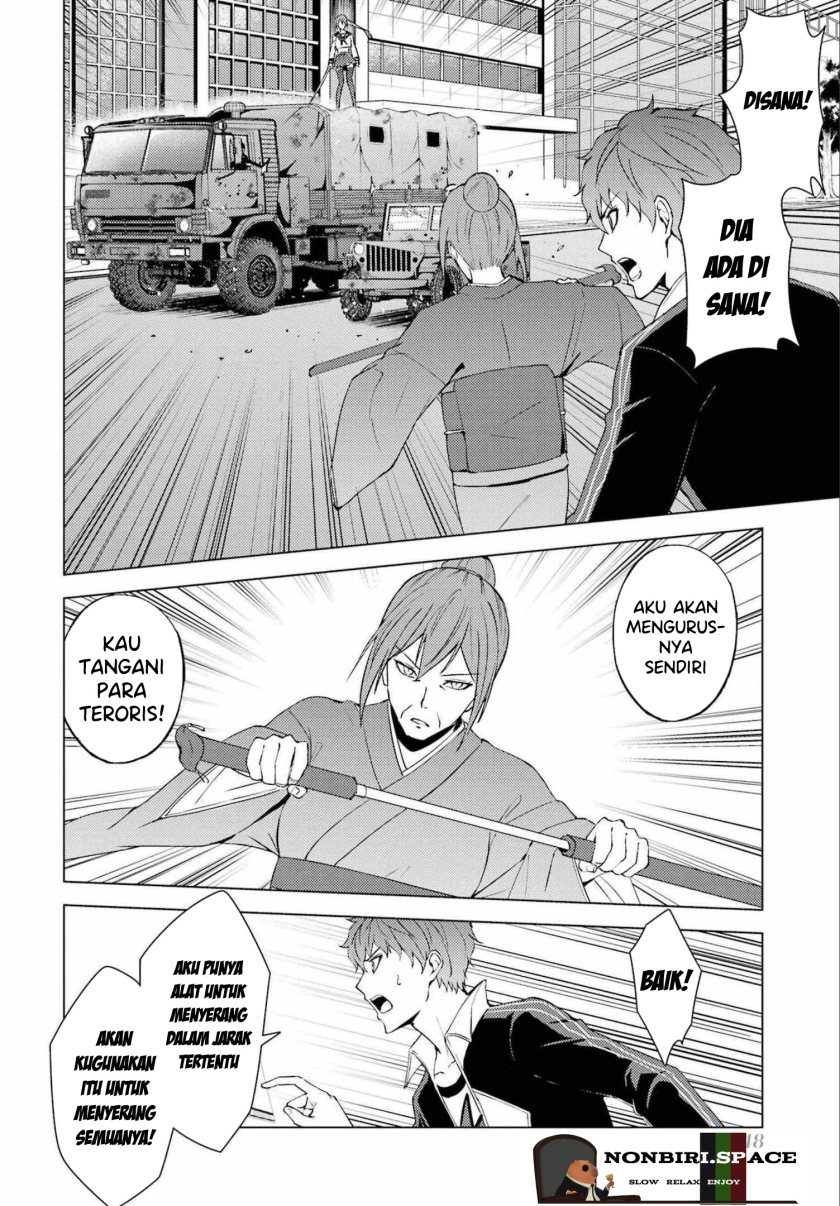 DISANA!
DIA
ADA DI
SANA!
AKU AKAN
MENGURUS-
NYA
SENDIRI
KAU
TANGANI
PARA
TERORIS!
BAIK!
AKU PUNYA
ALAT UNTUK
MENYERANG
DALAM JARAK
TERTENTU
AKAN
KUGUNAKAN
ITU UNTUK
MENYERANG
SEMUANYA!
18
NONBIRI.SPACE
SLOW RELAX ENJOY